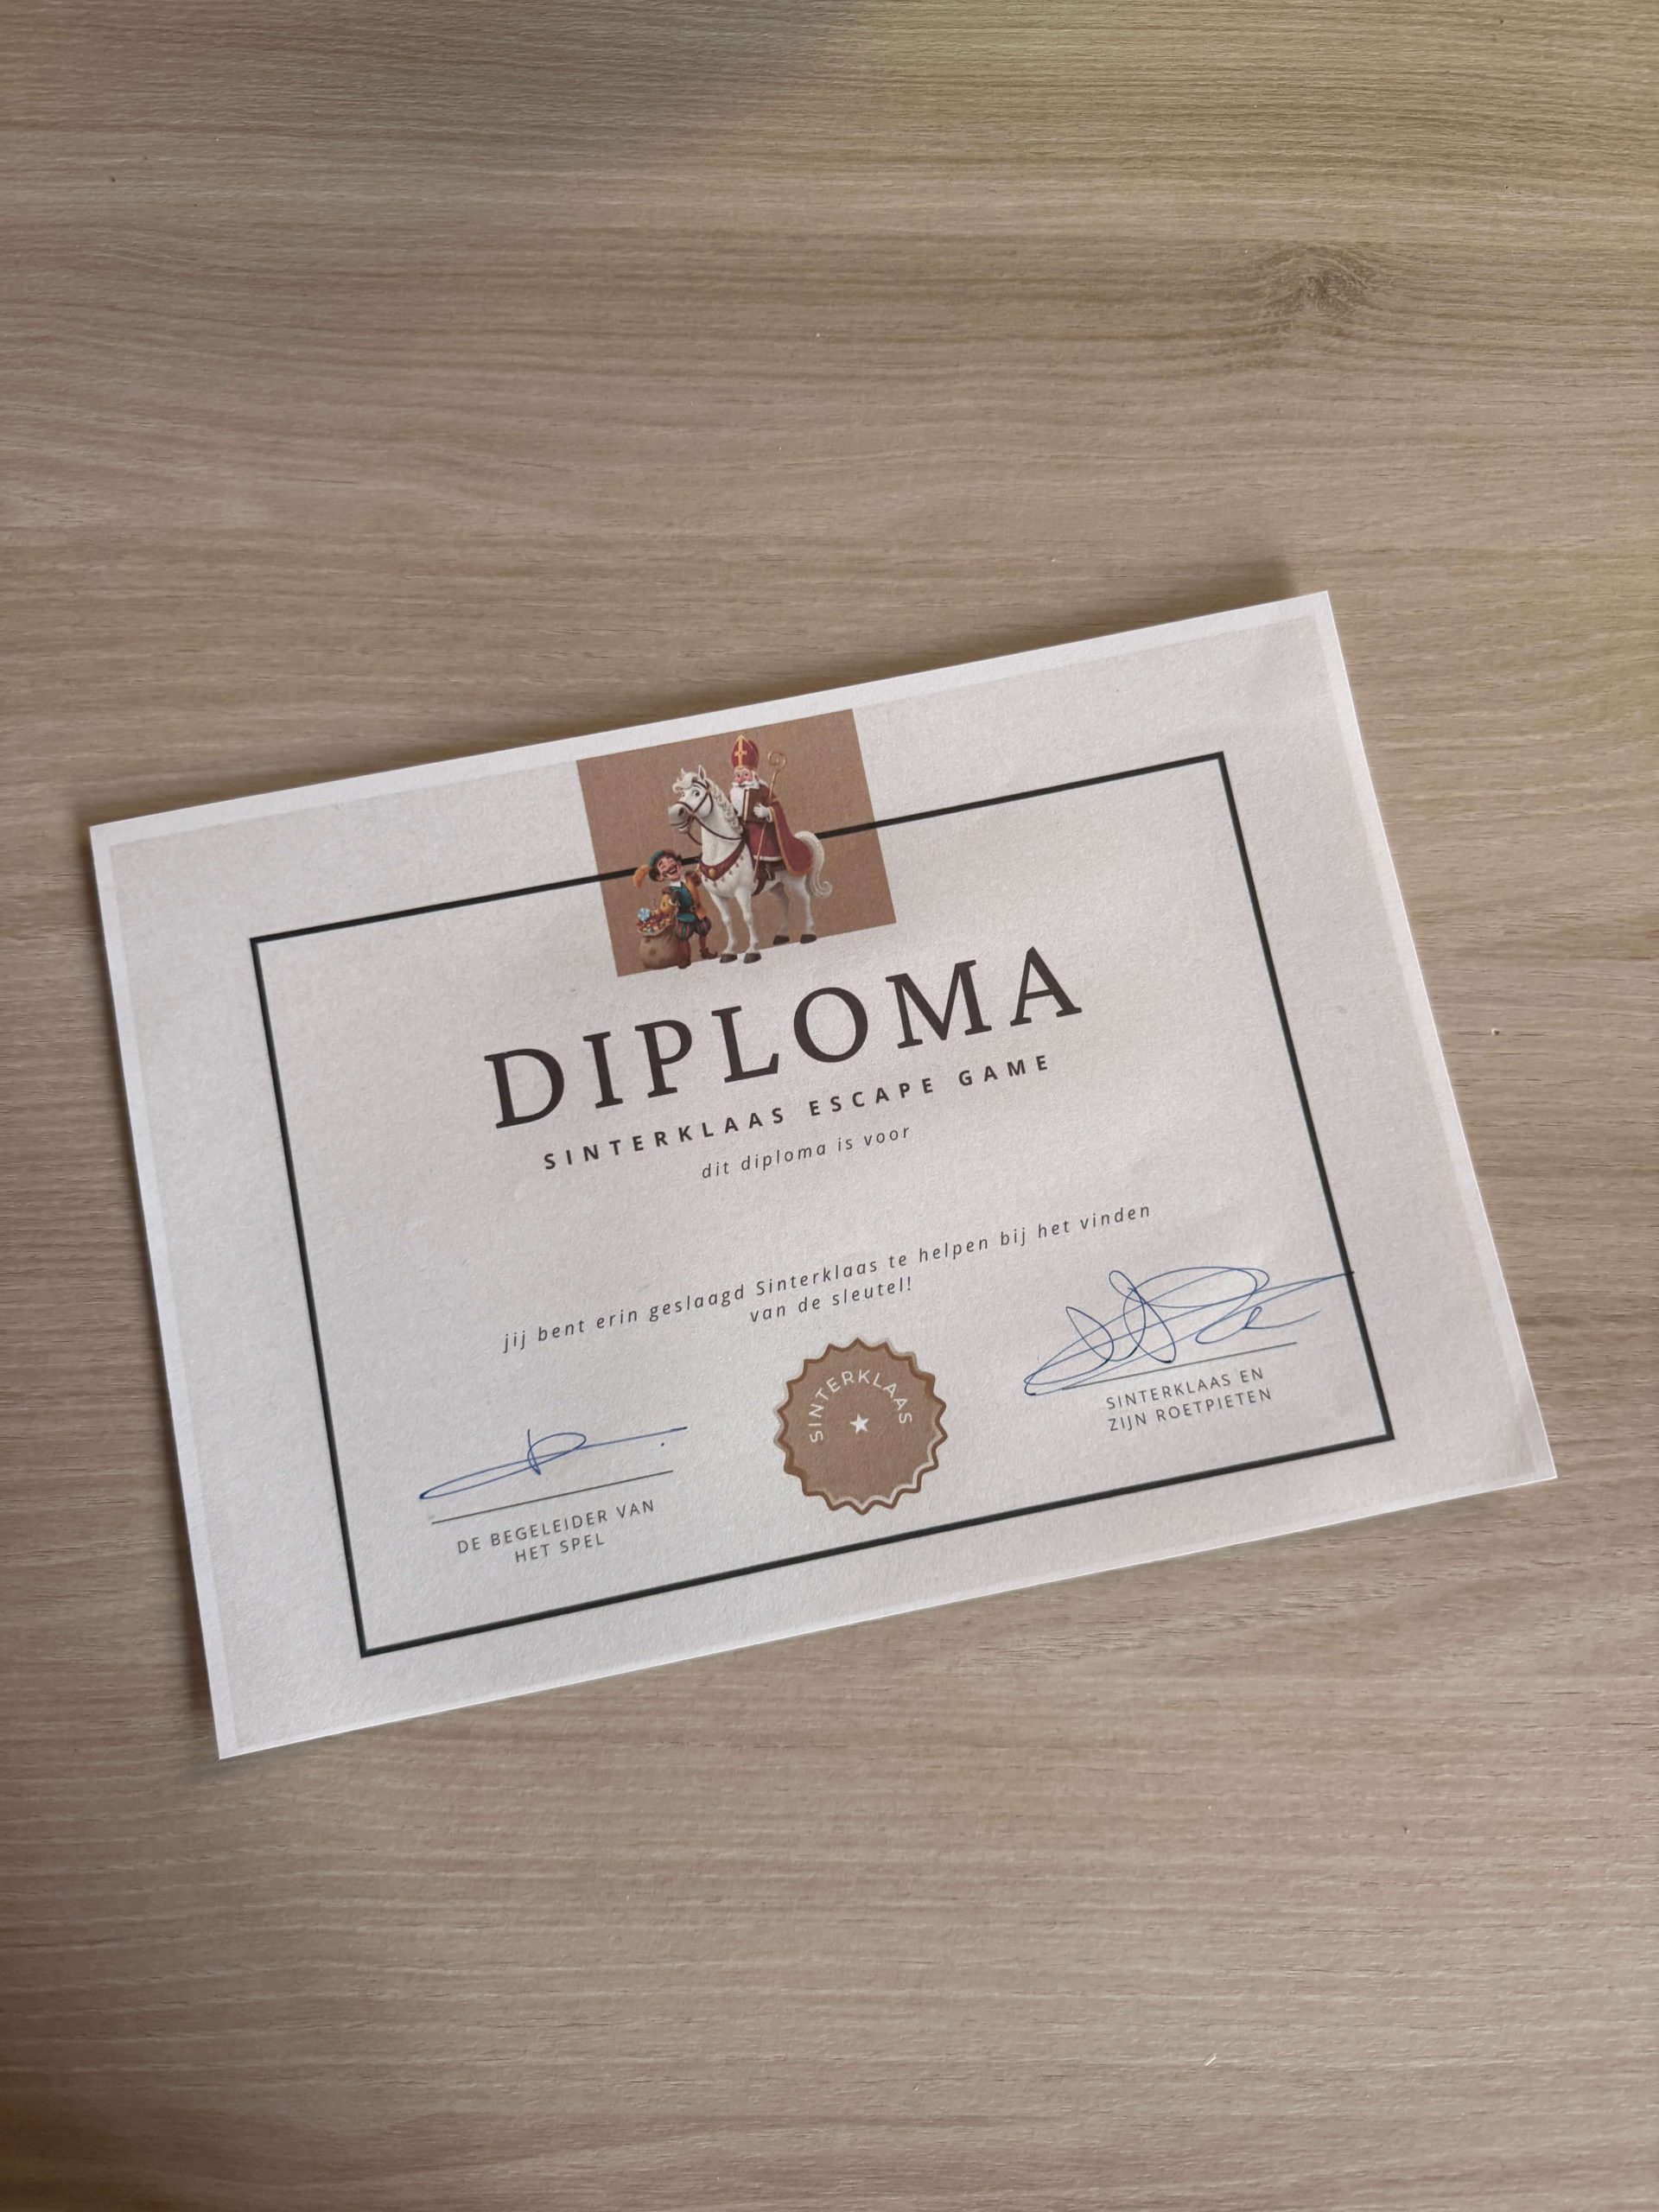 DIPLOMA
SINTERKLAAS ESCAPE GAME
dit diploma is voor
jij bent erin geslaagd Sinterklaas te helpen bij het vinden
van de sleutel!
SINTERKLAAS
DE BEGELEIDER VAN
HET SPEL
SINTERKLAAS EN
ZIJN ROETPIETEN